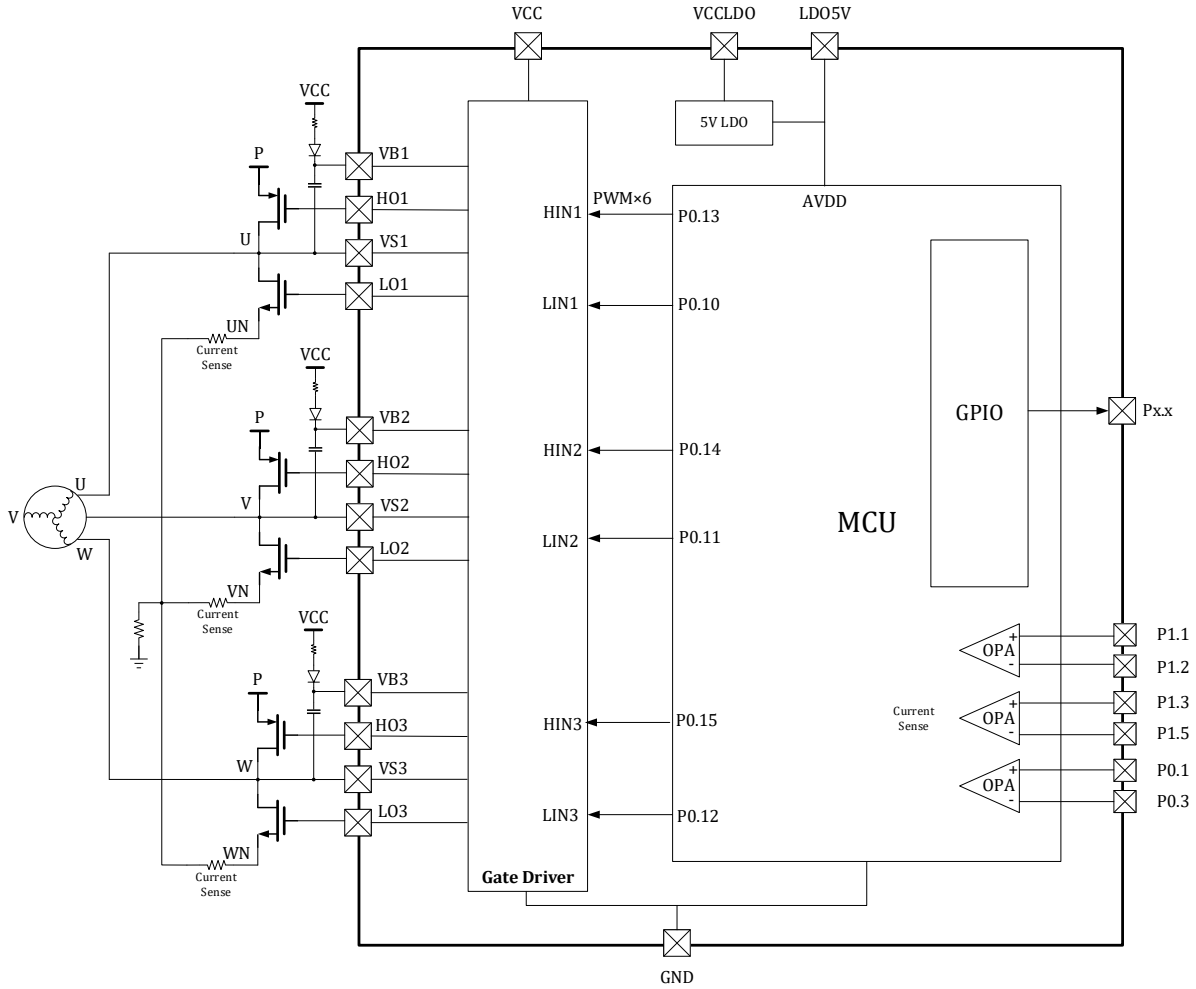 VCC
VCCLDO
LDO5V
VCC
5V LDO
P
VB1
HO1
HIN1
PWM×6
P0.13
AVDD
U
VS1
LO1
LIN1
P0.10
UN
Current
Sense
VCC
VB2
P
HO2
HIN2
P0.14
GPIO
Px.x
U
V
V
VS2
W
LO2
LIN2
P0.11
MCU
VN
Current
Sense
VCC
OPA
+
-
P1.1
P1.2
P
VB3
HO3
HIN3
P0.15
Current
Sense
OPA
+
-
P1.3
P1.5
W
VS3
LO3
LIN3
P0.12
OPA
+
-
P0.1
P0.3
WN
Current
Sense
Gate Driver
GND